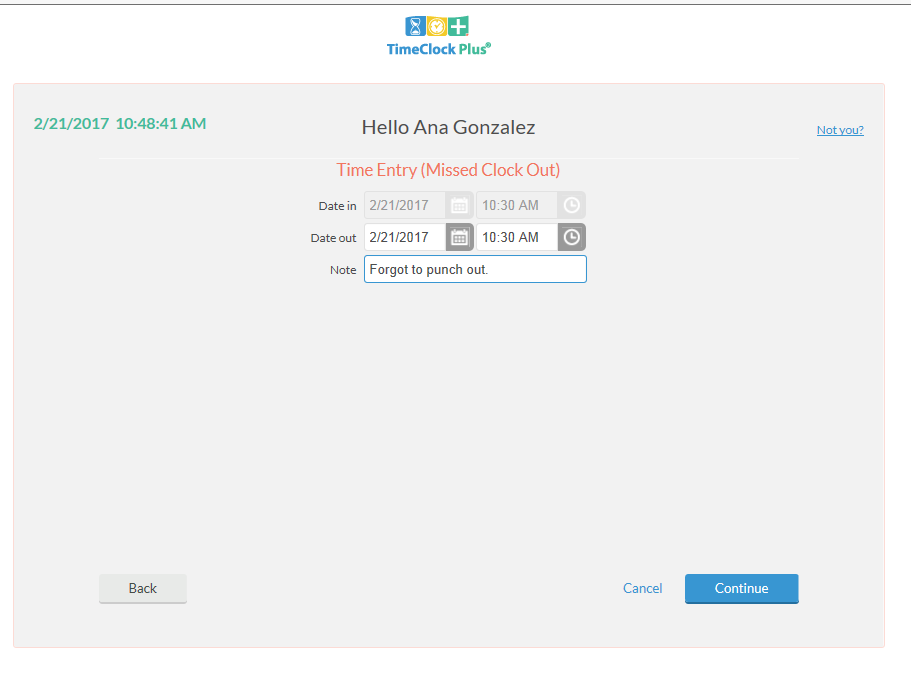 TimeClock Plus®
2/21/2017 10:48:41 AM
Hello Ana Gonzalez
Not you?
Time Entry (Missed Clock Out)
Date in 2/21/2017 10:30 AM
Date out 2/21/2017 10:30 AM
Note Forgot to punch out.
Back Cancel Continue